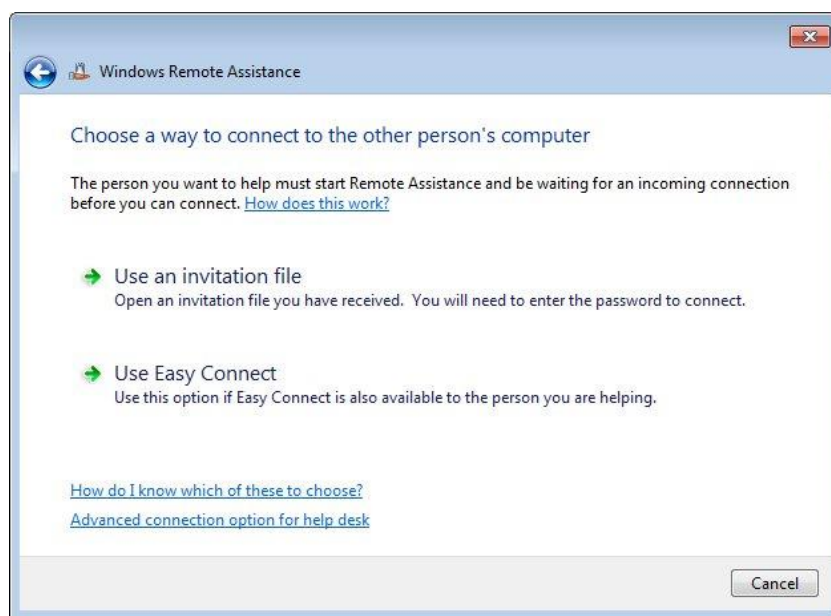 Windows Remote Assistance
Choose a way to connect to the other person's computer
The person you want to help must start Remote Assistance and be waiting for an incoming connection
before you can connect. How does this work?
Use an invitation file
Open an invitation file you have received. You will need to enter the password to connect.
Use Easy Connect
Use this option if Easy Connect is also available to the person you are helping.
How do I know which of these to choose?
Advanced connection option for help desk
Cancel